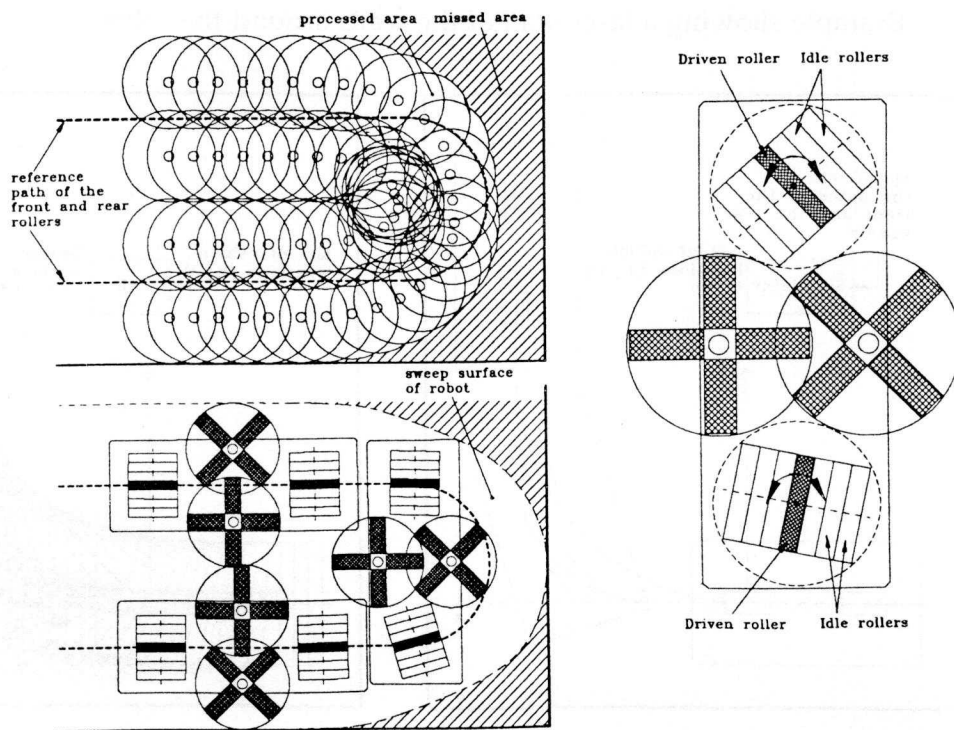 processed area missed area
reference
path of the
front and rear
rollers
sweep surface
of robot
Driven roller Idle rollers
Driven roller Idle rollers